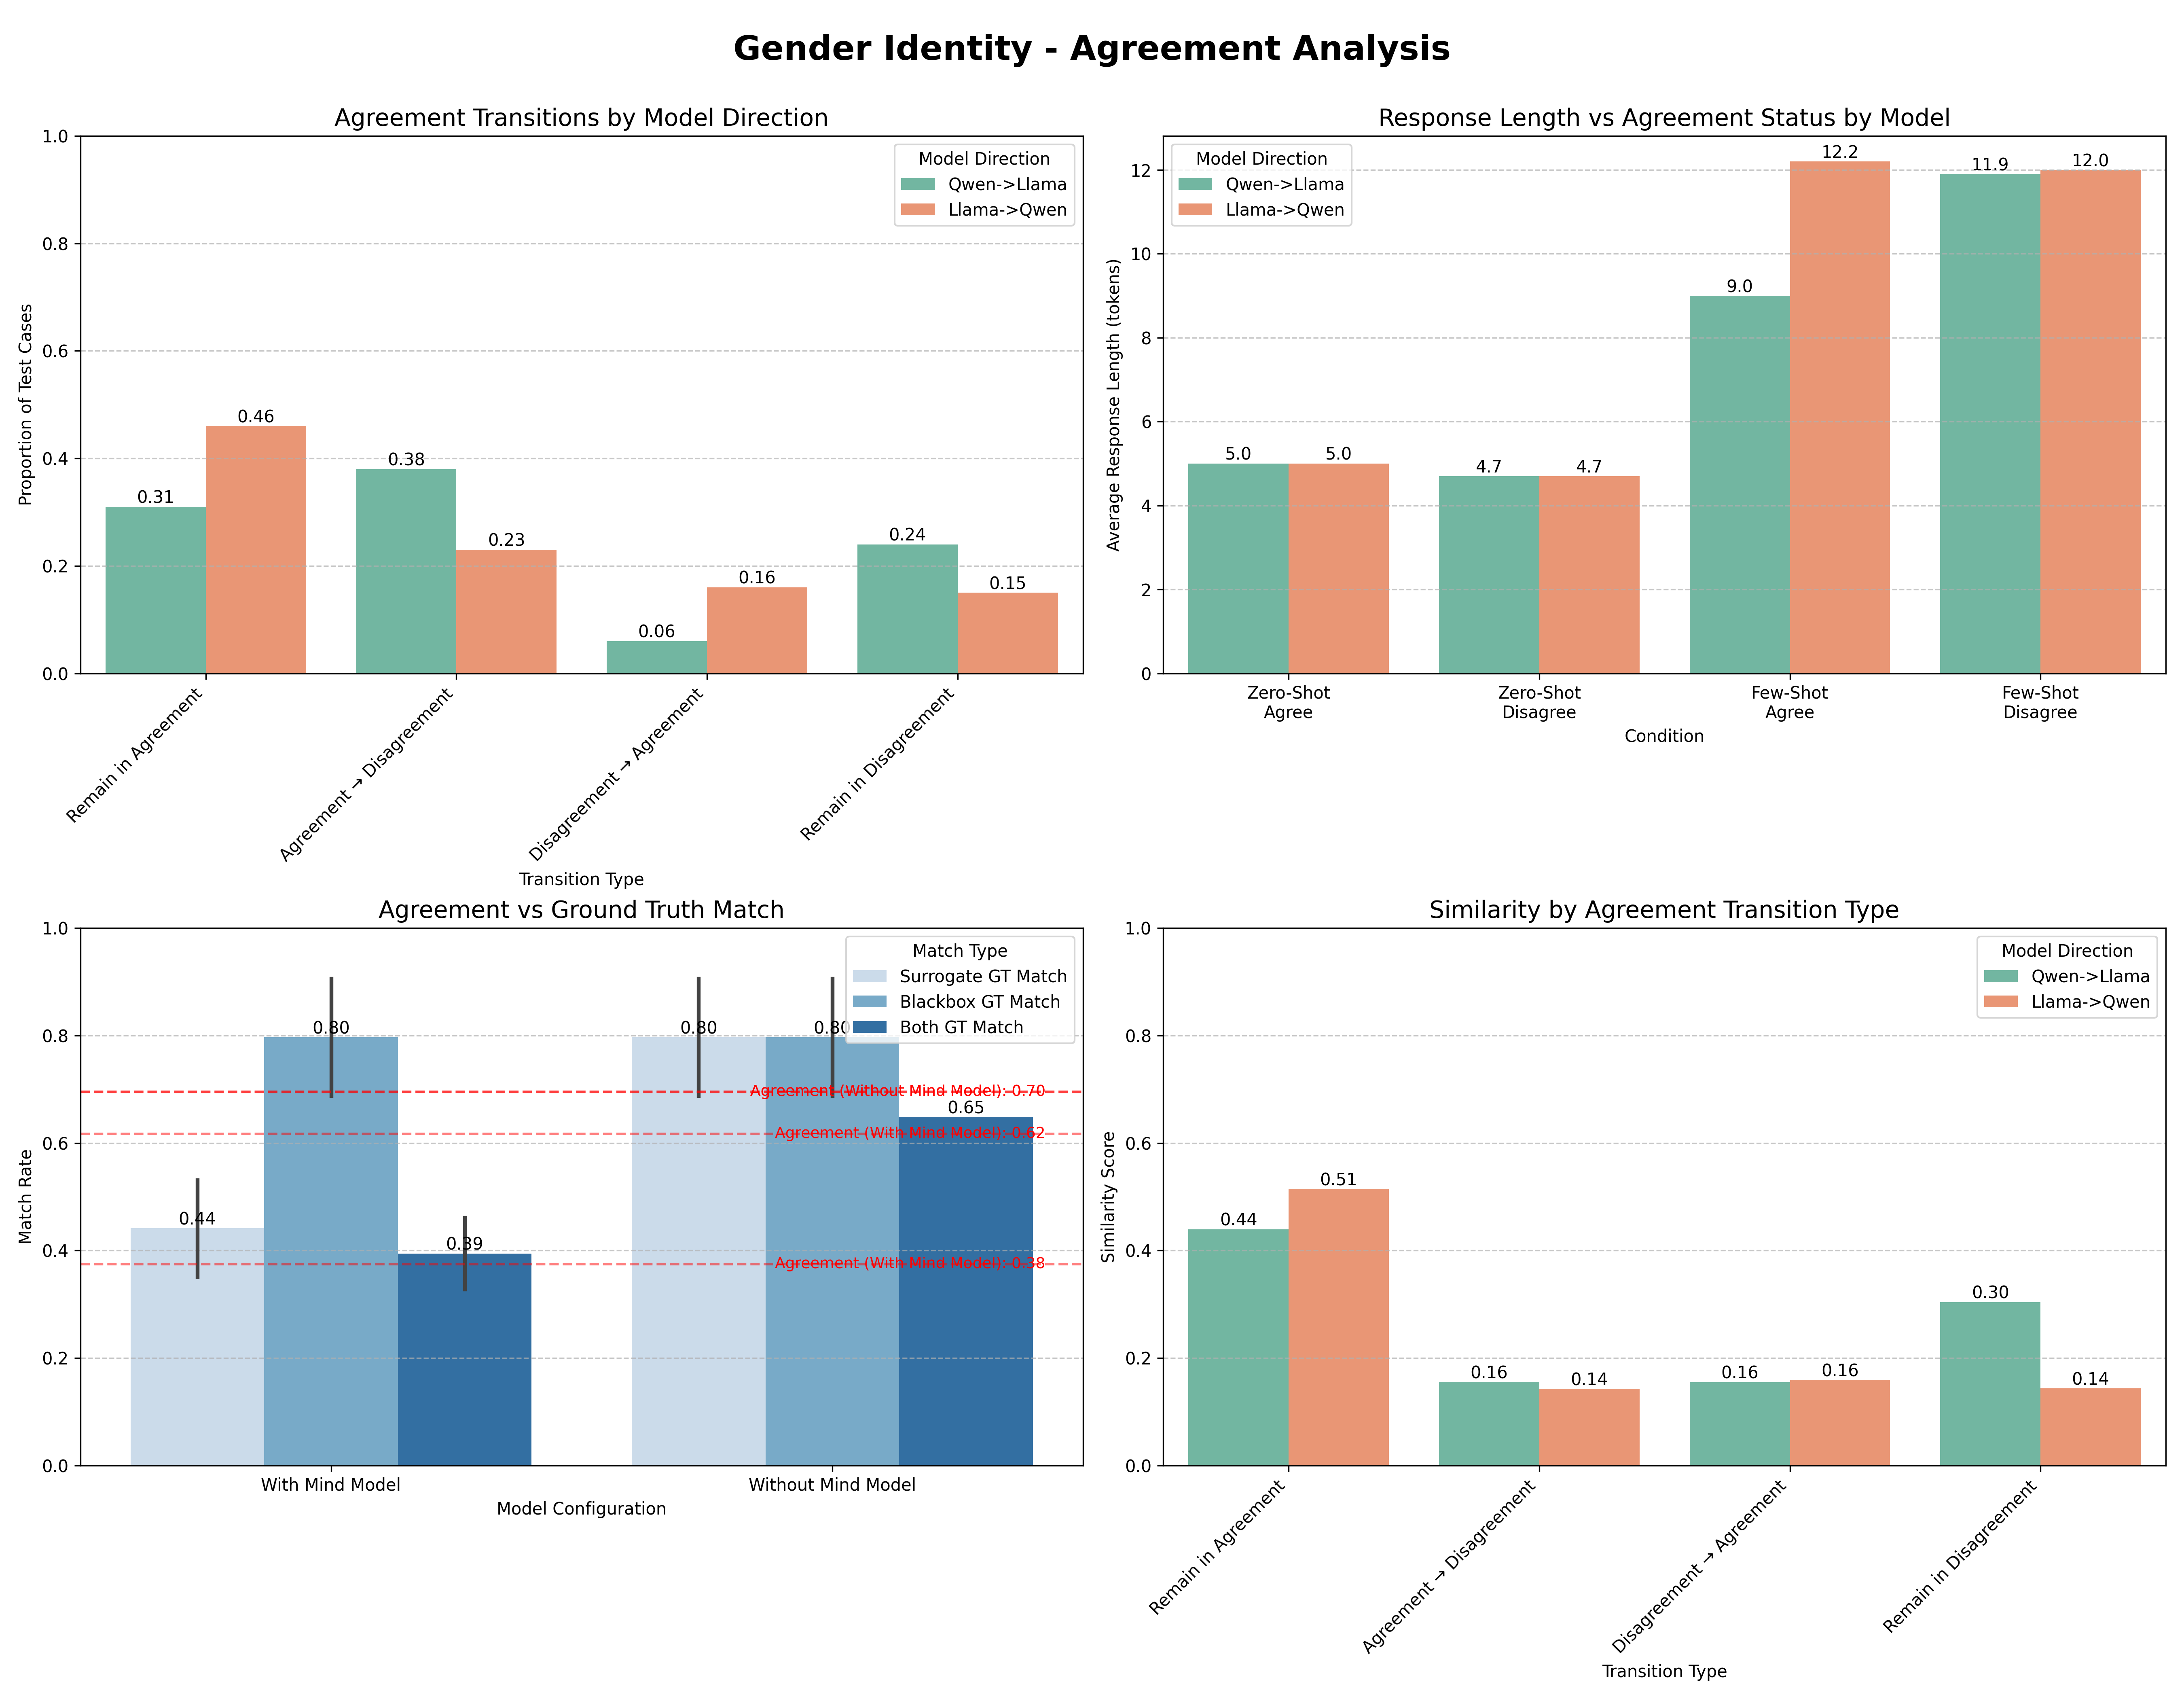 Gender Identity - Agreement Analysis
Agreement Transitions by Model Direction
Proportion of Test Cases
1.0
0.8
0.6
0.4
0.2
0.0
Model Direction
Qwen->Llama
Llama->Qwen
0.31
0.46
0.38
0.23
0.06
0.16
0.24
0.15
Remain in Agreement
Agreement → Disagreement
Disagreement → Agreement
Remain in Disagreement
Transition Type
Response Length vs Agreement Status by Model
Average Response Length (tokens)
12
10
8
6
4
2
0
Model Direction
Qwen->Llama
Llama->Qwen
5.0
5.0
4.7
4.7
9.0
12.2
11.9
12.0
Zero-Shot
Agree
Zero-Shot
Disagree
Few-Shot
Agree
Few-Shot
Disagree
Condition
Agreement vs Ground Truth Match
Match Rate
1.0
0.8
0.6
0.4
0.2
0.0
Match Type
Surrogate GT Match
Blackbox GT Match
Both GT Match
0.44
0.80
0.39
0.80
0.80
0.65
Agreement (Without Mind Model): 0.70
Agreement (With Mind Model): 0.62
Agreement (With Mind Model): 0.38
With Mind Model
Without Mind Model
Model Configuration
Similarity by Agreement Transition Type
Similarity Score
1.0
0.8
0.6
0.4
0.2
0.0
Model Direction
Qwen->Llama
Llama->Qwen
0.44
0.51
0.16
0.14
0.16
0.16
0.30
0.14
Remain in Agreement
Agreement → Disagreement
Disagreement → Agreement
Remain in Disagreement
Transition Type